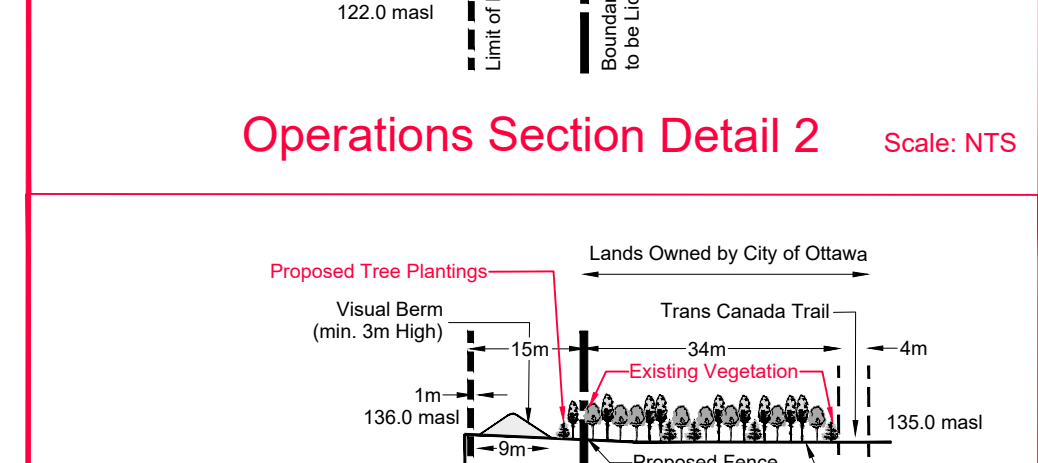 122.0 masl
Limit of
Boundar
to be Lic
Operations Section Detail 2
Scale: NTS
Lands Owned by City of Ottawa
Proposed Tree Plantings
Visual Berm
(min. 3m High)
Trans Canada Trail
15m
34m
4m
Existing Vegetation
1m
136.0 masl
135.0 masl
9m
Proposed Fence